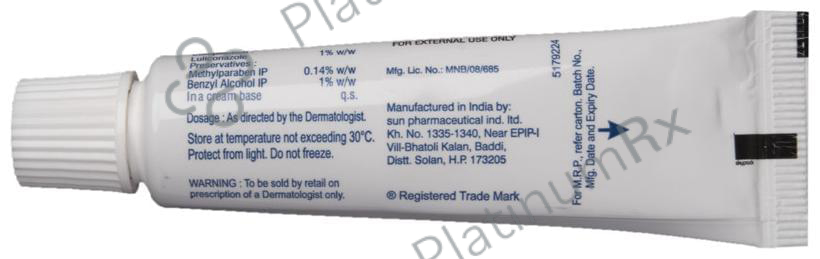 Luliconazole 1% w/w
Preservatives :
Methylparaben IP 0.14% w/w
Benzyl Alcohol IP 1% w/w
In a cream base q.s.
Dosage : As directed by the Dermatologist.
Store at temperature not exceeding 30°C.
Protect from light. Do not freeze.
WARNING : To be sold by retail on
prescription of a Dermatologist only.
FOR EXTERNAL USE ONLY
Mfg. Lic. No.: MNB/08/685
Manufactured in India by:
sun pharmaceutical ind. ltd.
Kh. No. 1335-1340, Near EPIP-I
Vill-Bhatoli Kalan, Baddi,
Distt. Solan, H.P. 173205
® Registered Trade Mark
5179224
For M.R.P., refer carton. Batch No.,
Mfg. Date and Expiry Date.
PlatinumRx
PlatinumRx